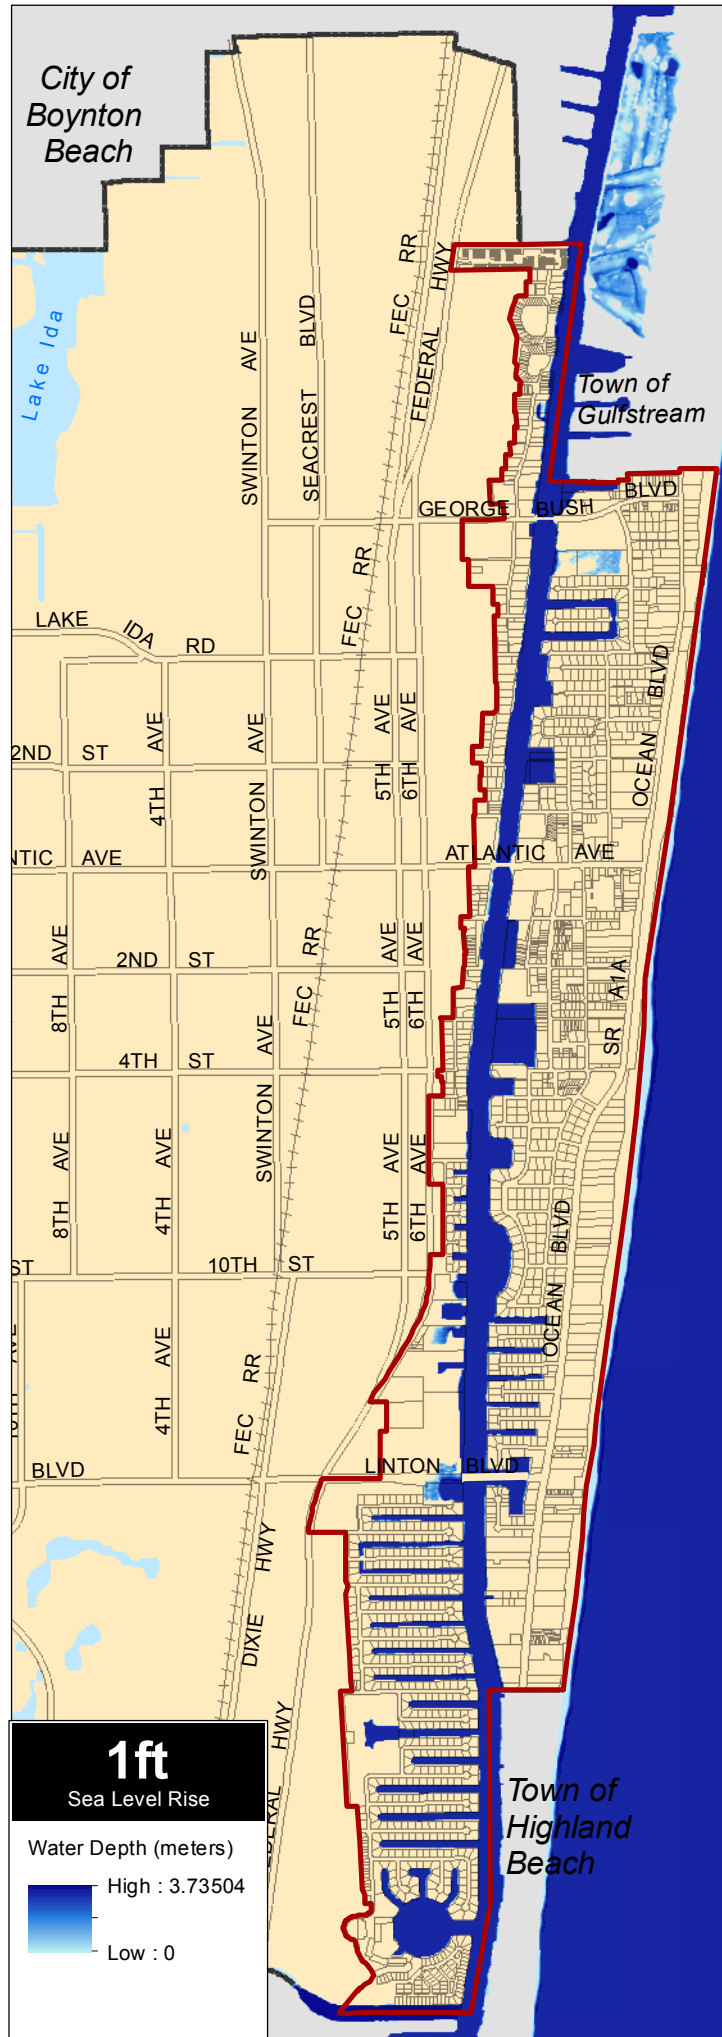 City of
Boynton
Beach
Lake Ida
SWINTON AVE
SEACREST BLVD
FEC RR
FEDERAL HWY
Town of
Gulfstream
GEORGE BUSH BLVD
FEC RR
LAKE IDA RD
OCEAN BLVD
2ND ST
4TH AVE
SWINTON AVE
5TH AVE
6TH AVE
NTIC AVE
ATLANTIC AVE
8TH AVE
2ND ST
FEC RR
5TH AVE
6TH AVE
SR A1A
4TH ST
SWINTON AVE
8TH AVE
4TH AVE
5TH AVE
6TH AVE
OCEAN BLVD
ST
10TH ST
AVE
4TH AVE
FEC RR
BLVD
LINTON BLVD
DIXIE HWY
DERAL HWY
1ft
Sea Level Rise
Water Depth (meters)
High : 3.73504
Low : 0
Town of
Highland
Beach